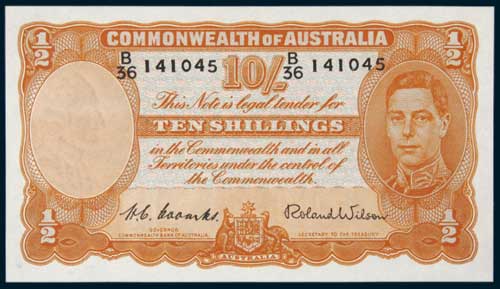 1/2
COMMONWEALTH OF AUSTRALIA
1/2
B/36 141045 B/36 141045
10/-
This Note is legal tender for
TEN SHILLINGS
in the Commonwealth and in all
Territories under the control of
the Commonwealth.
H.C. Coombs. Roland Wilson
GOVERNOR SECRETARY TO THE TREASURY
COMMONWEALTH BANK OF AUSTRALIA
1/2
AUSTRALIA
1/2